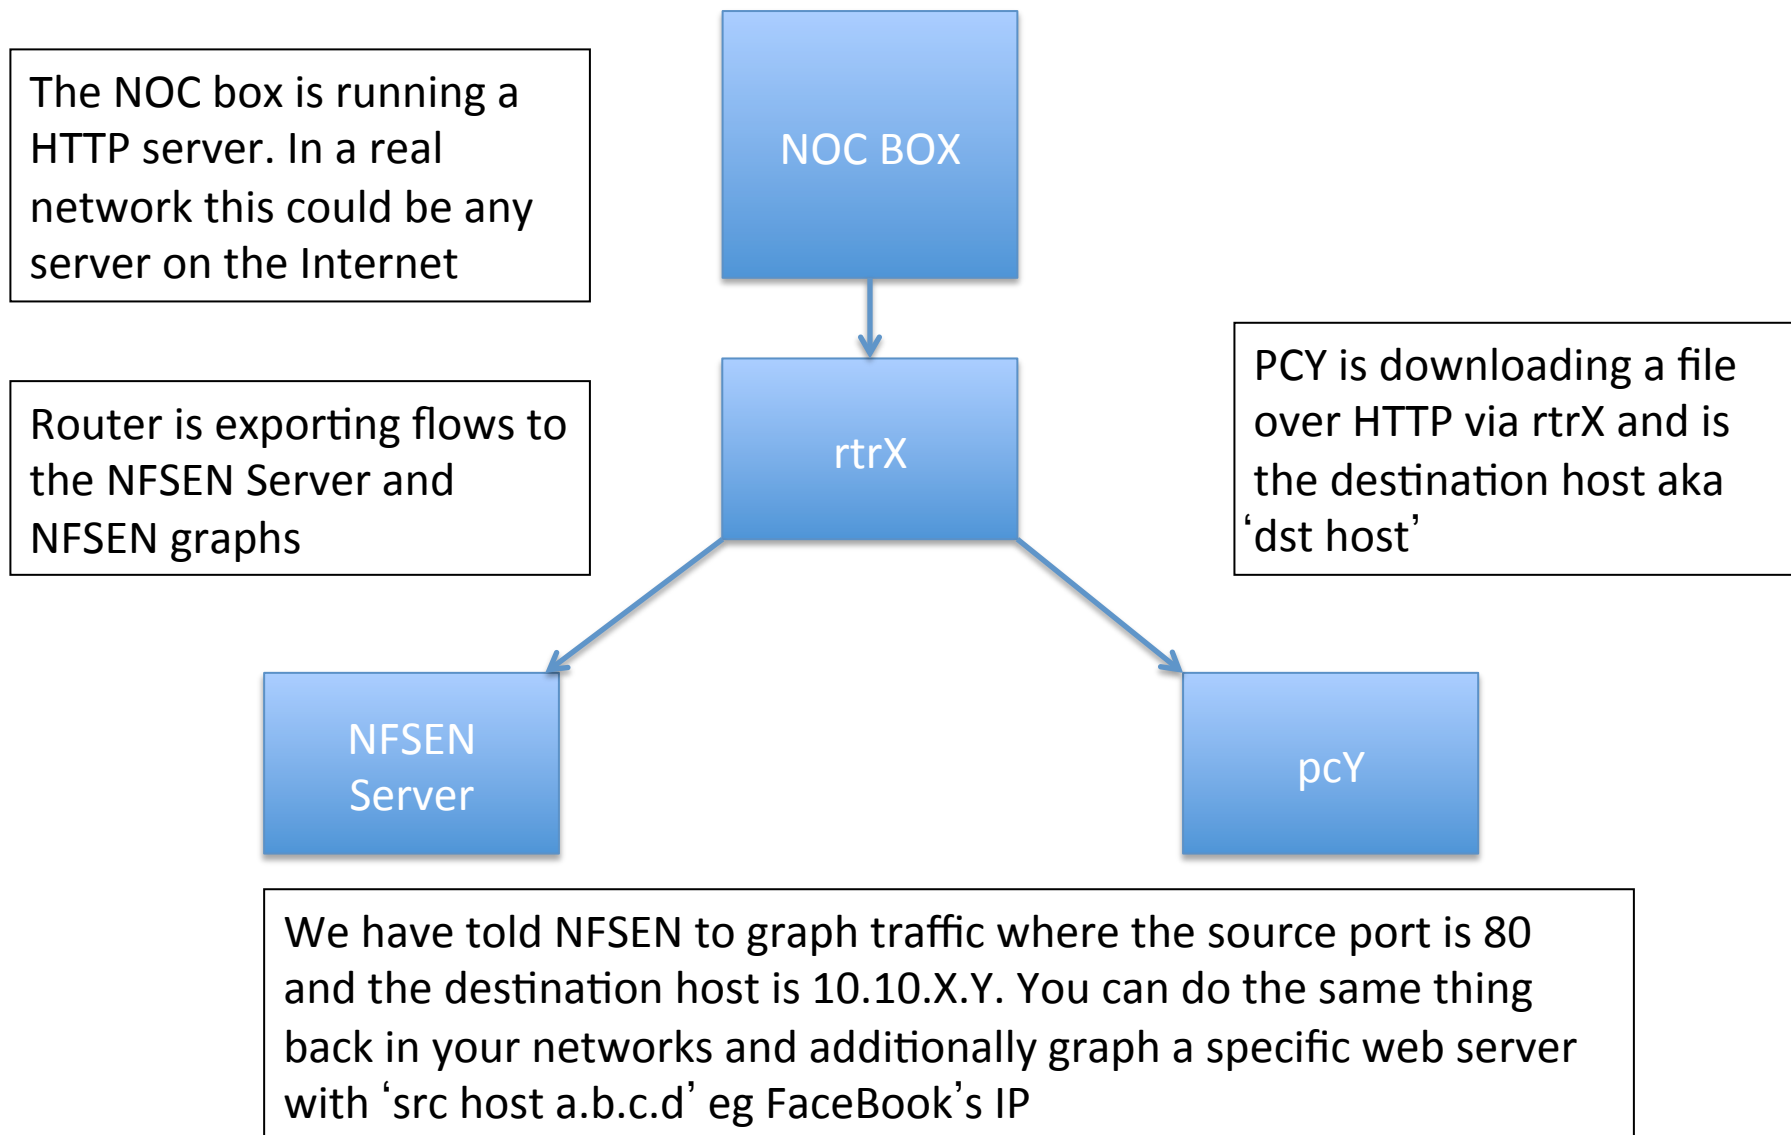 The NOC box is running a
HTTP server. In a real
network this could be any
server on the Internet
NOC BOX
Router is exporting flows to
the NFSEN Server and
NFSEN graphs
rtrX
PCY is downloading a file
over HTTP via rtrX and is
the destination host aka
‘dst host’
NFSEN
Server
pcY
We have told NFSEN to graph traffic where the source port is 80
and the destination host is 10.10.X.Y. You can do the same thing
back in your networks and additionally graph a specific web server
with ‘src host a.b.c.d’ eg FaceBook’s IP